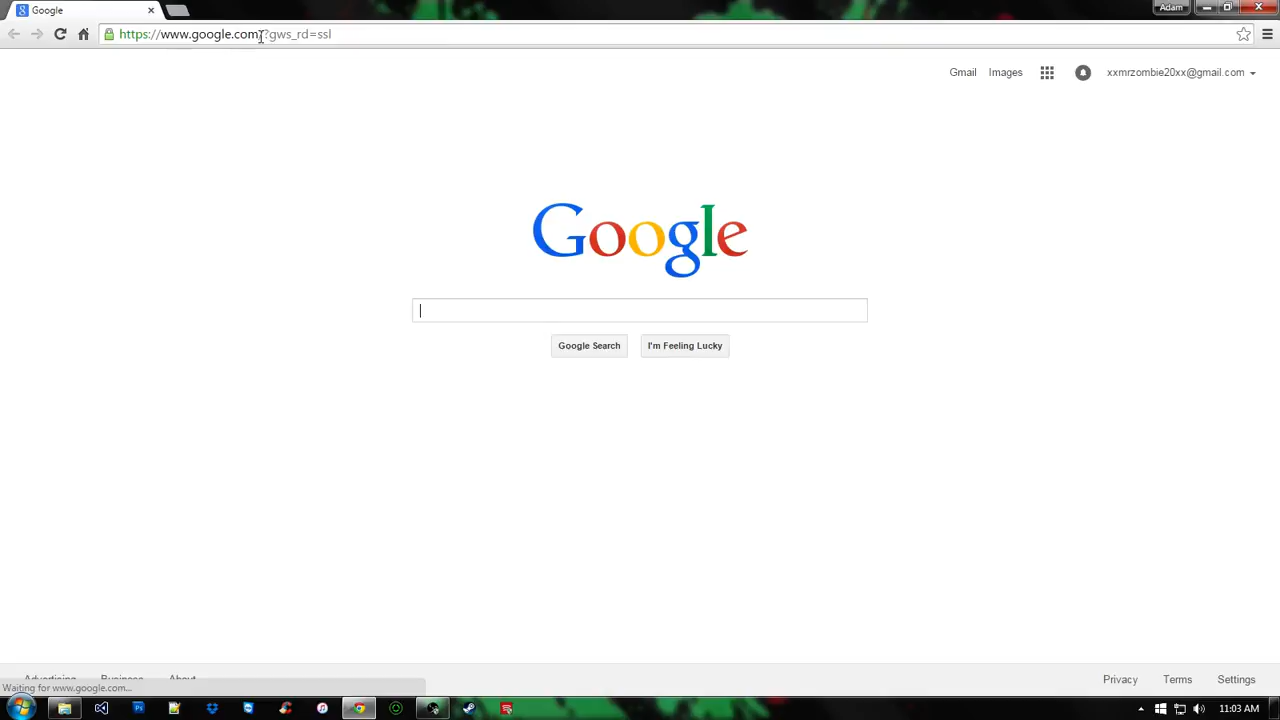 Google
Adam
https://www.google.com/?gws_rd=ssl
Gmail Images xxmrzombie20xx@gmail.com
Google
Google Search I'm Feeling Lucky
Advertising Business About Privacy Terms Settings
Waiting for www.google.com...
11:03 AM